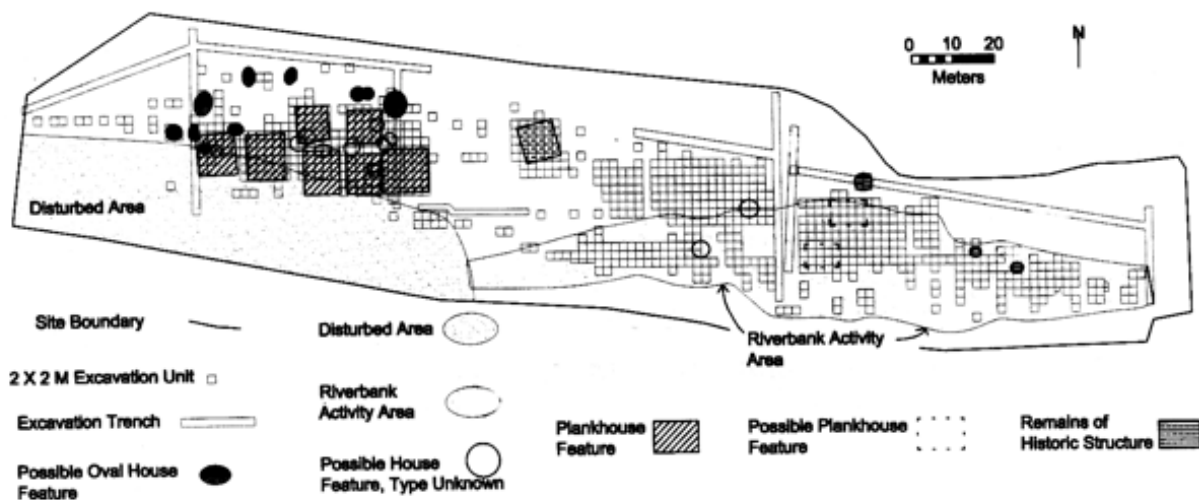 0 10 20
Meters
N
Disturbed Area
Riverbank Activity
Area
Site Boundary
Disturbed Area
2 X 2 M Excavation Unit
Riverbank
Activity Area
Excavation Trench
Plankhouse
Feature
Possible Plankhouse
Feature
Remains of
Historic Structure
Possible Oval House
Feature
Possible House
Feature, Type Unknown